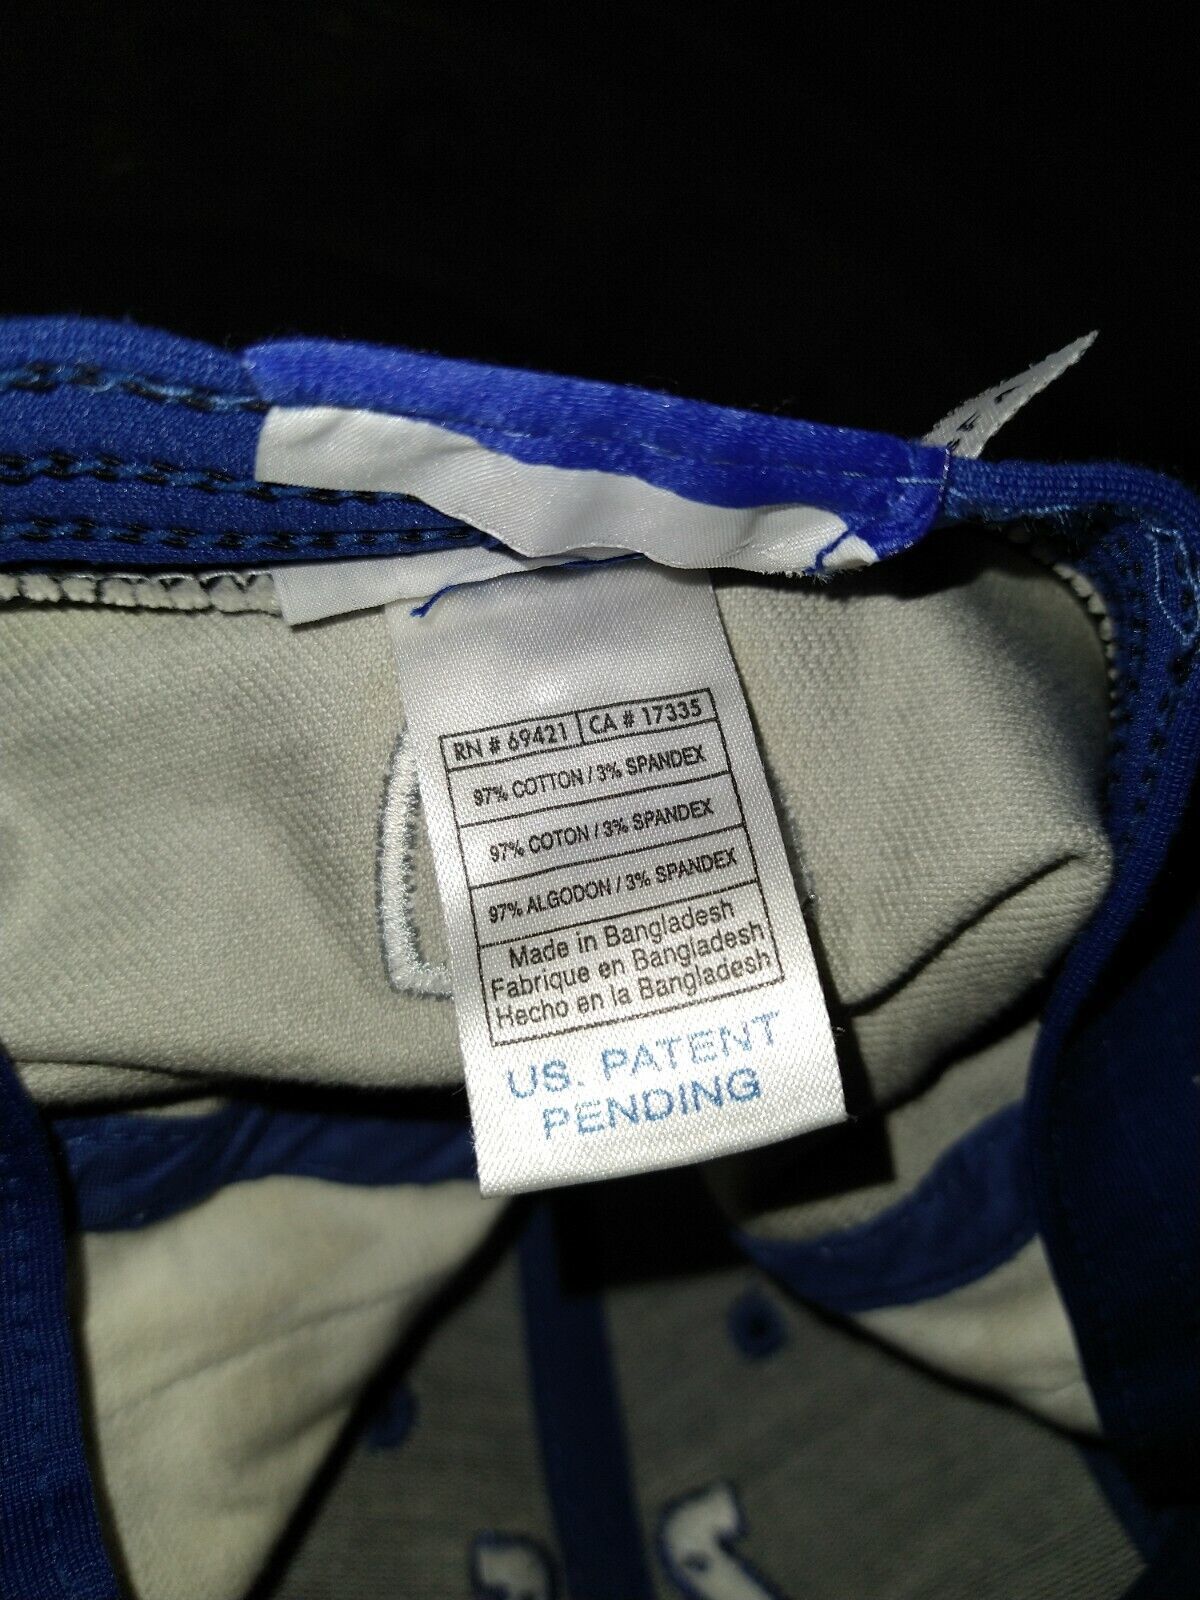 RN # 69421 CA # 17335
97% COTTON / 3% SPANDEX
97% COTON / 3% SPANDEX
97% ALGODON / 3% SPANDEX
Made in Bangladesh
Fabrique en Bangladesh
Hecho en la Bangladesh
US. PATENT
PENDING